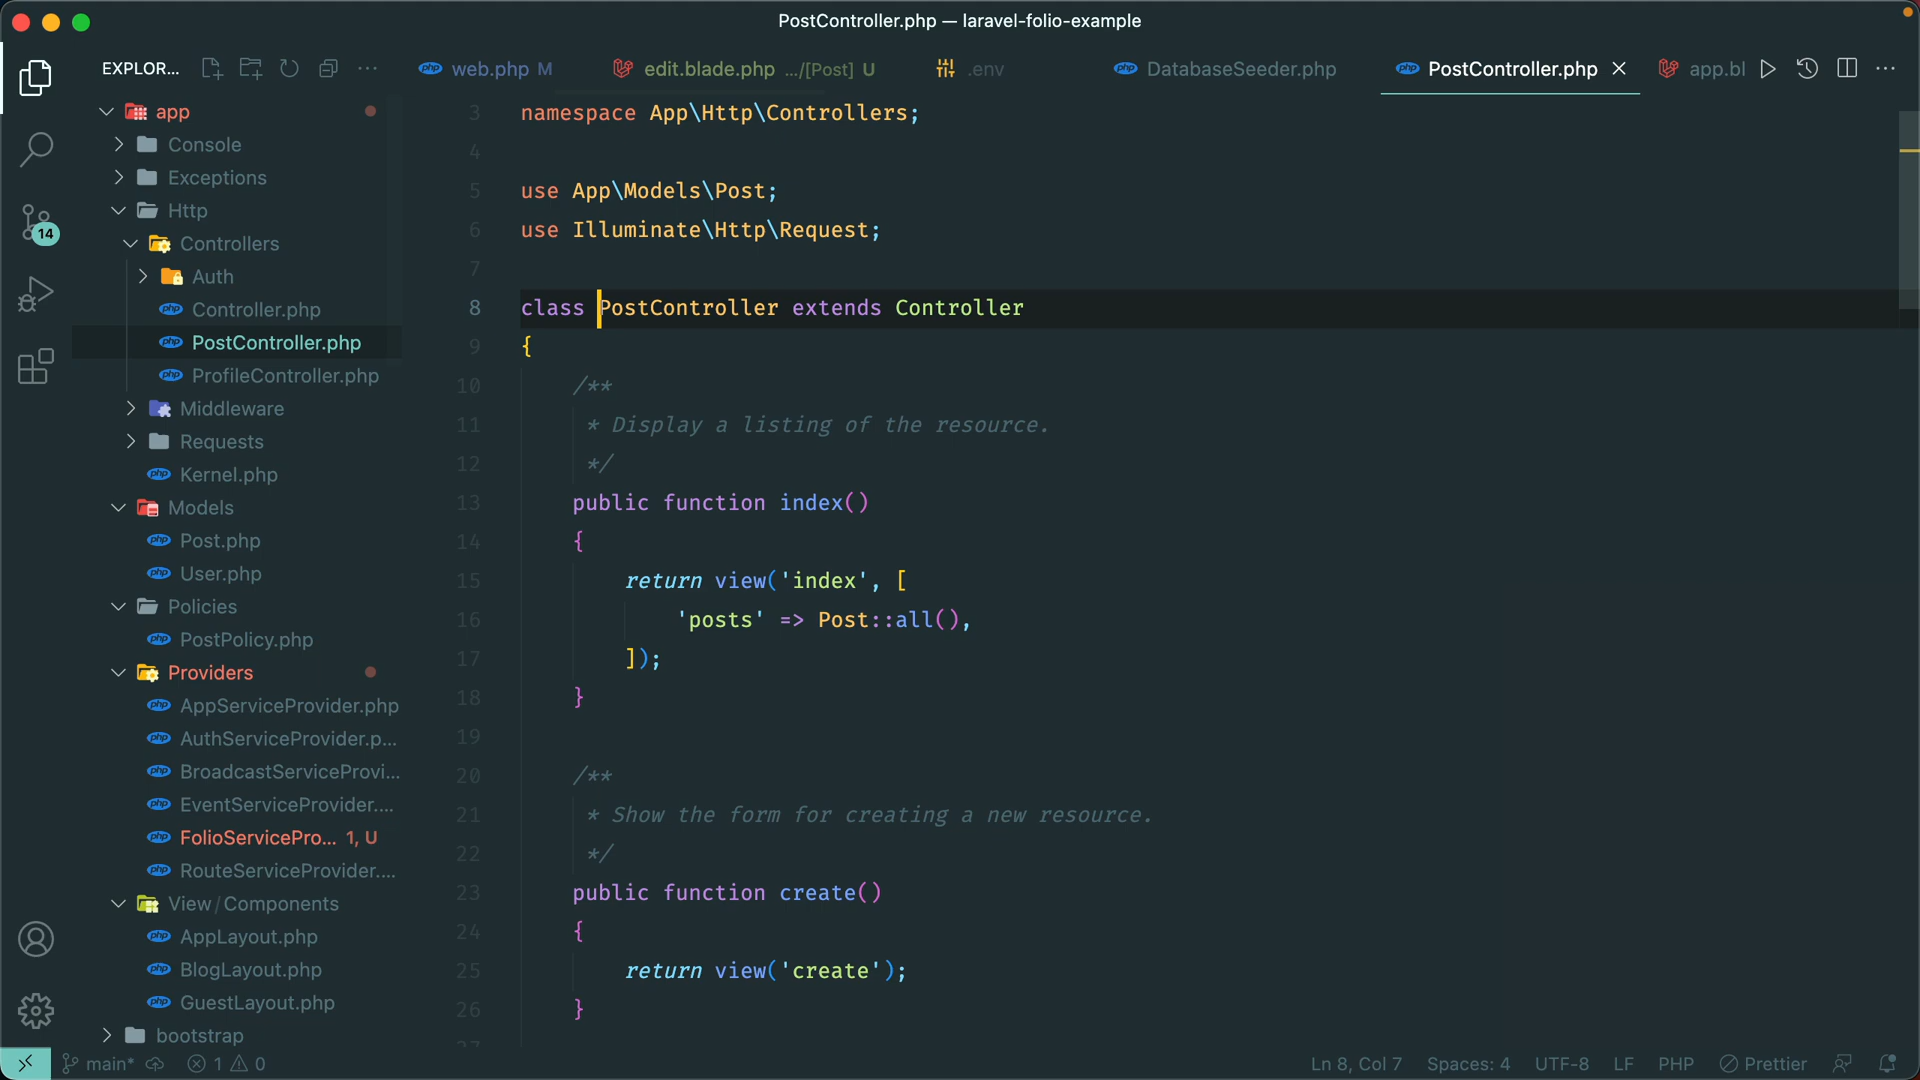 PostController.php — laravel-folio-example
EXPLOR...
web.php M
edit.blade.php .../[Post] U
.env
DatabaseSeeder.php
PostController.php
app.bl
app
Console
Exceptions
Http
Controllers
Auth
Controller.php
PostController.php
ProfileController.php
Middleware
Requests
Kernel.php
Models
Post.php
User.php
Policies
PostPolicy.php
Providers
AppServiceProvider.php
AuthServiceProvider.p...
BroadcastServiceProvi...
EventServiceProvider....
FolioServicePro... 1, U
RouteServiceProvider....
View/Components
AppLayout.php
BlogLayout.php
GuestLayout.php
bootstrap
14
3 namespace App\Http\Controllers;
4
5 use App\Models\Post;
6 use Illuminate\Http\Request;
7
8 class PostController extends Controller
9 {
10 /**
11 * Display a listing of the resource.
12 */
13 public function index()
14 {
15 return view('index', [
16 'posts' => Post::all(),
17 ]);
18 }
19
20 /**
21 * Show the form for creating a new resource.
22 */
23 public function create()
24 {
25 return view('create');
26 }
main* 1 0
Ln 8, Col 7 Spaces: 4 UTF-8 LF PHP Prettier